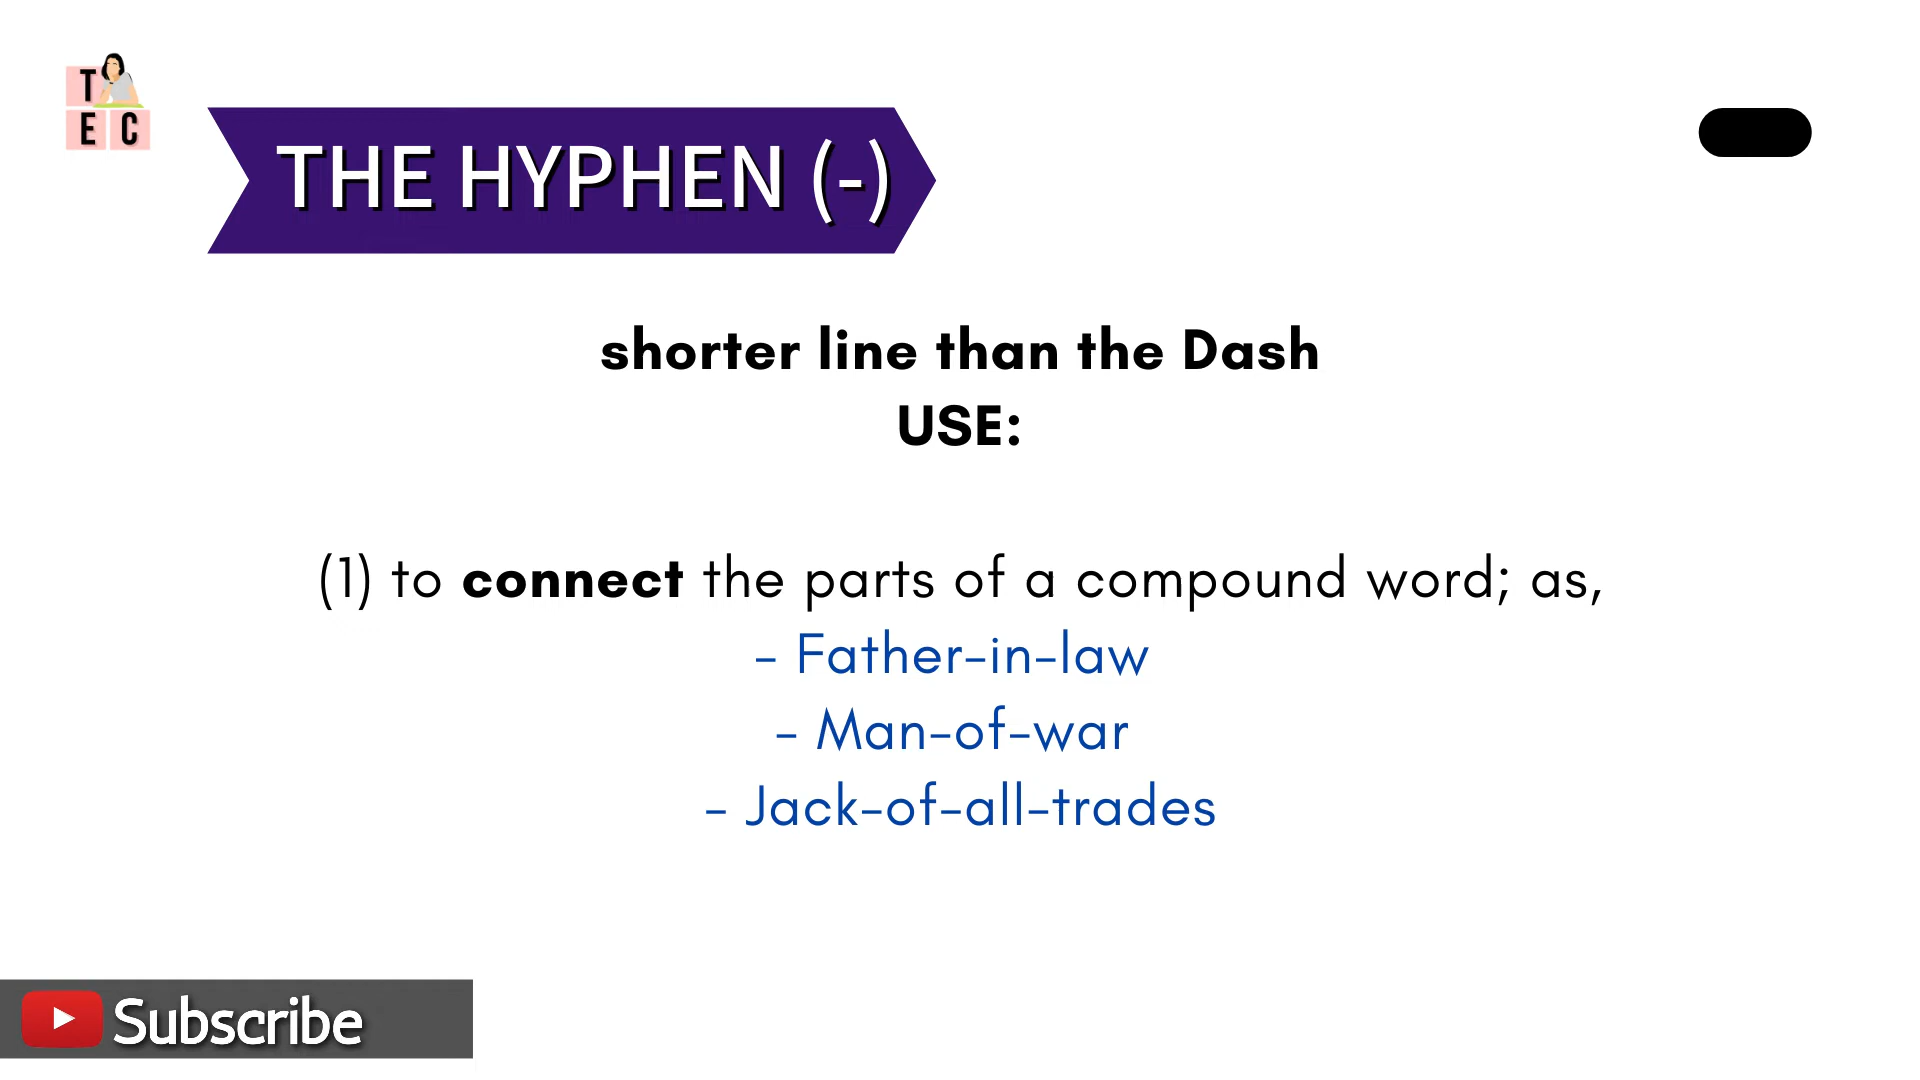 T
E C
THE HYPHEN (-)
shorter line than the Dash
USE:
(1) to connect the parts of a compound word; as,
- Father-in-law
- Man-of-war
- Jack-of-all-trades
Subscribe